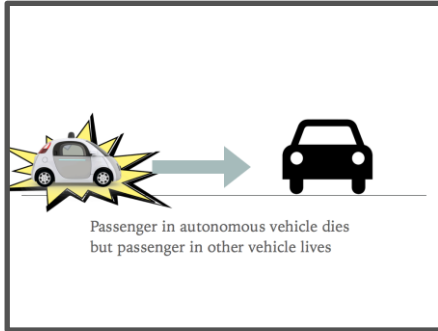 Passenger in autonomous vehicle dies
but passenger in other vehicle lives